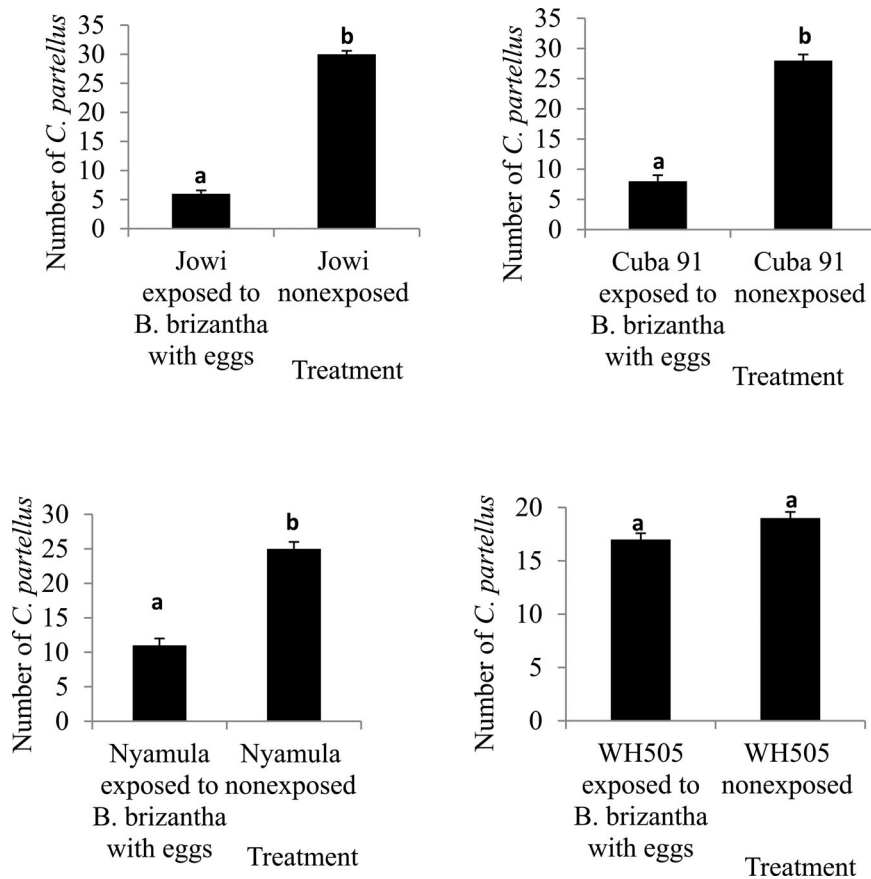 Number of C. partellus
35
30
25
20
15
10
5
0
a
b
Jowi
exposed to
B. brizantha
with eggs
Jowi
nonexposed
Treatment
Number of C. partellus
35
30
25
20
15
10
5
0
a
b
Cuba 91
exposed to
B. brizantha
with eggs
Cuba 91
nonexposed
Treatment
Number of C. partellus
30
25
20
15
10
5
0
a
b
Nyamula
exposed to
B. brizantha
with eggs
Nyamula
nonexposed
Treatment
Number of C. partellus
20
15
10
5
0
a
a
WH505
exposed to
B. brizantha
with eggs
WH505
nonexposed
Treatment